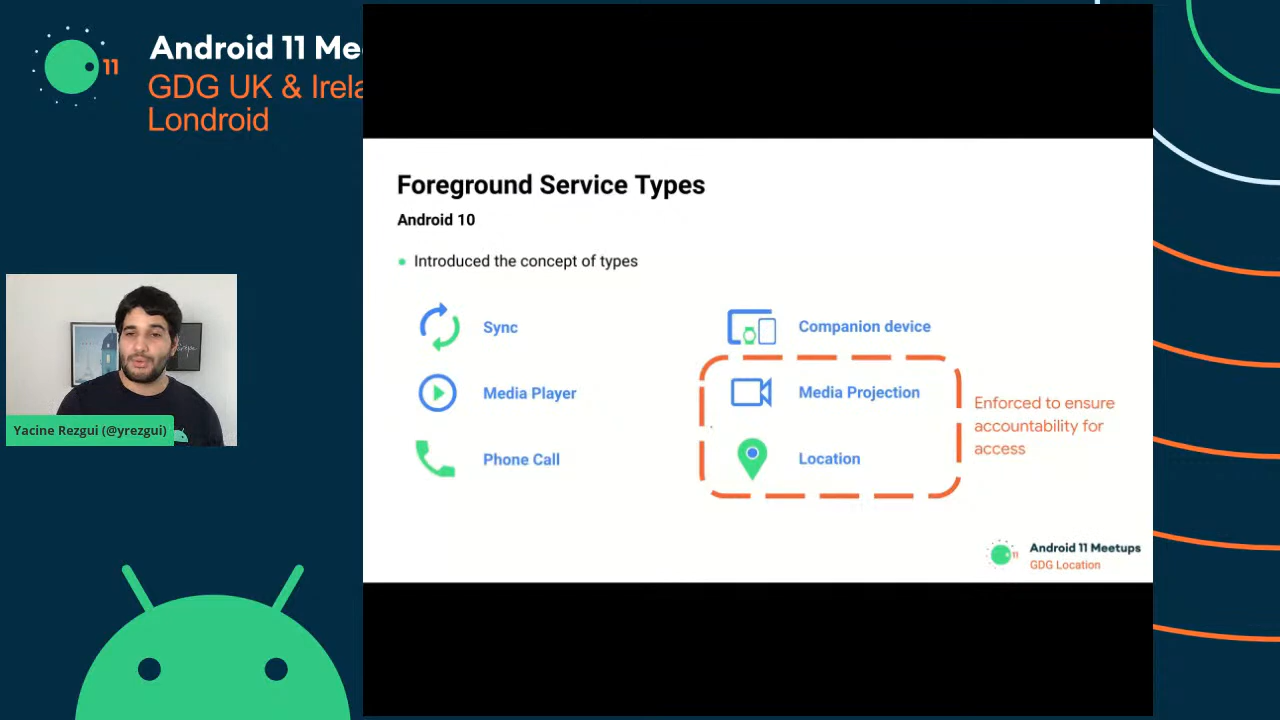 11
Android 11 Me
GDG UK & Irela
Londroid
Foreground Service Types
Android 10
Introduced the concept of types
Sync
Companion device
Media Player
Media Projection
Phone Call
Location
Enforced to ensure
accountability for
access
Yacine Rezgui (@yrezgui)
11
Android 11 Meetups
GDG Location